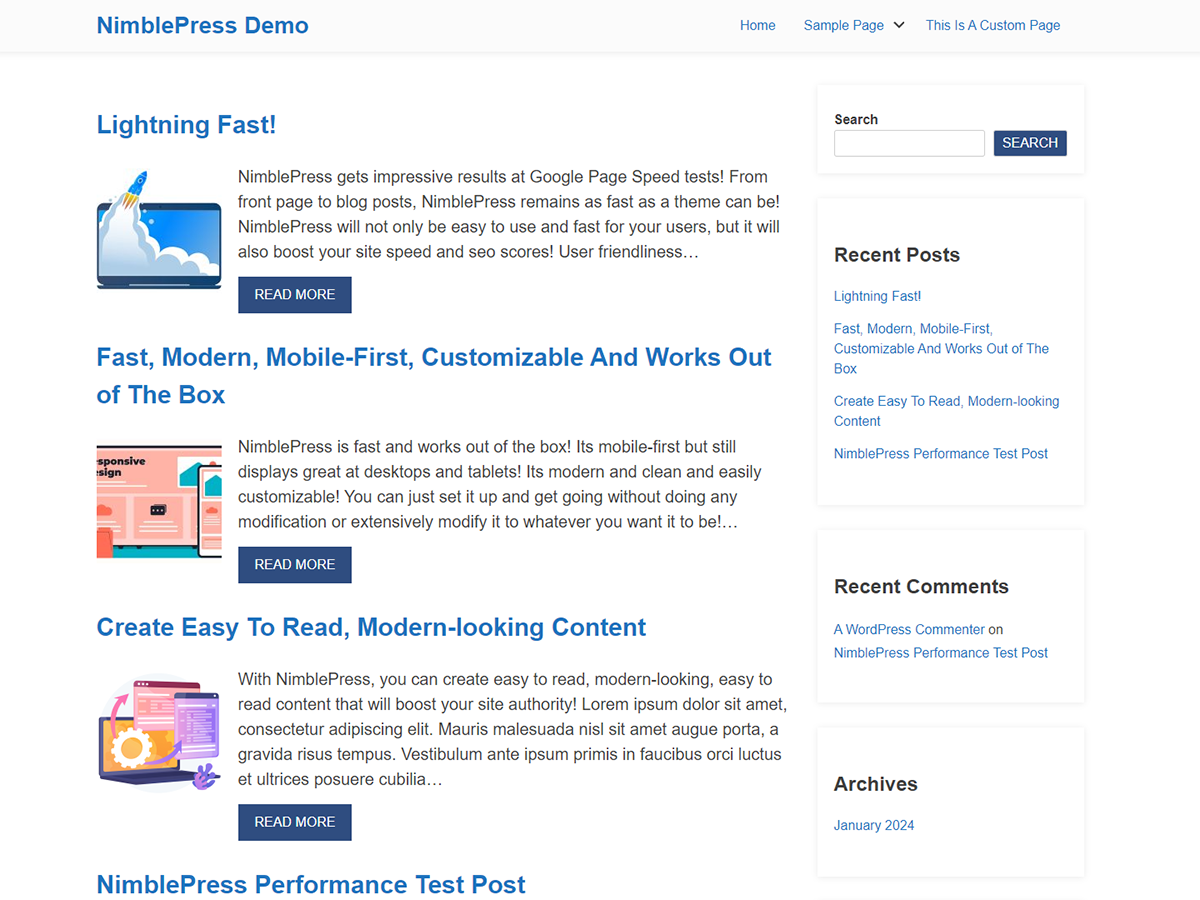 NimblePress Demo
Home
Sample Page
This Is A Custom Page
Lightning Fast!
NimblePress gets impressive results at Google Page Speed tests! From
front page to blog posts, NimblePress remains as fast as a theme can be!
NimblePress will not only be easy to use and fast for your users, but it will
also boost your site speed and seo scores! User friendliness…
READ MORE
Fast, Modern, Mobile-First, Customizable And Works Out
of The Box
sponsive
sign
NimblePress is fast and works out of the box! Its mobile-first but still
displays great at desktops and tablets! Its modern and clean and easily
customizable! You can just set it up and get going without doing any
modification or extensively modify it to whatever you want it to be!…
READ MORE
Create Easy To Read, Modern-looking Content
With NimblePress, you can create easy to read, modern-looking, easy to
read content that will boost your site authority! Lorem ipsum dolor sit amet,
consectetur adipiscing elit. Mauris malesuada nisl sit amet augue porta, a
gravida risus tempus. Vestibulum ante ipsum primis in faucibus orci luctus
et ultrices posuere cubilia…
READ MORE
NimblePress Performance Test Post
Search
SEARCH
Recent Posts
Lightning Fast!
Fast, Modern, Mobile-First,
Customizable And Works Out of The
Box
Create Easy To Read, Modern-looking
Content
NimblePress Performance Test Post
Recent Comments
A WordPress Commenter on
NimblePress Performance Test Post
Archives
January 2024